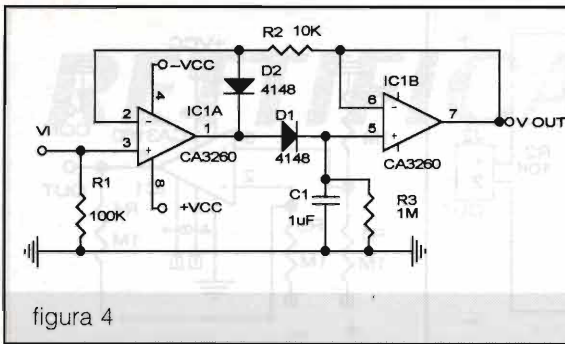 R2 10K
-VCC
D2
4148
IC1A
IC1B
4
2
-
1
D1
4148
6
-
7
V OUT
VI
3
+
5
+
CA3260
CA3260
R1
100K
8
+VCC
C1
1uF
R3
1M
figura 4